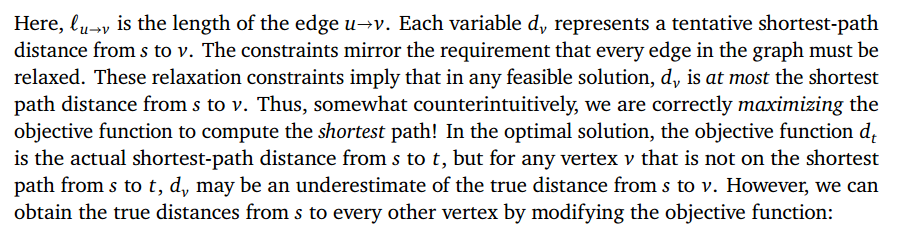 Here, ℓ_{u→v} is the length of the edge u→v. Each variable d_v represents a tentative shortest-path
distance from s to v. The constraints mirror the requirement that every edge in the graph must be
relaxed. These relaxation constraints imply that in any feasible solution, d_v is at most the shortest
path distance from s to v. Thus, somewhat counterintuitively, we are correctly maximizing the
objective function to compute the shortest path! In the optimal solution, the objective function d_t
is the actual shortest-path distance from s to t, but for any vertex v that is not on the shortest
path from s to t, d_v may be an underestimate of the true distance from s to v. However, we can
obtain the true distances from s to every other vertex by modifying the objective function: